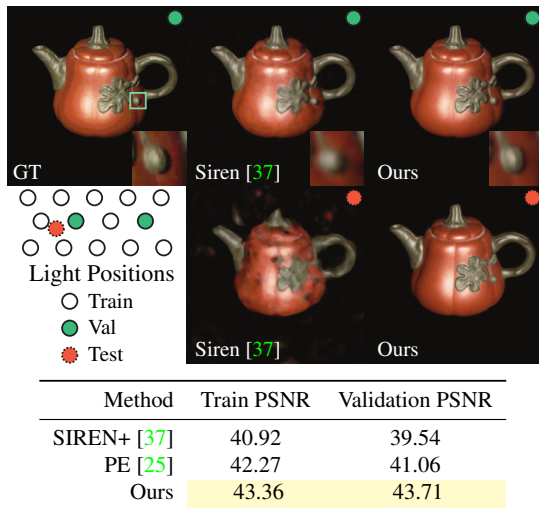 GT
Siren [37]
Ours
Light Positions
Train
Val
Test
Siren [37]
Ours
Method Train PSNR Validation PSNR
SIREN+ [37] 40.92 39.54
PE [25] 42.27 41.06
Ours 43.36 43.71